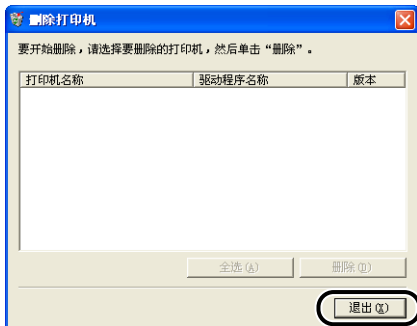 删除打印机
要开始删除，请选择要删除的打印机，然后单击“删除”。
打印机名称 驱动程序名称 版本
全选(A) 删除(D)
退出(X)